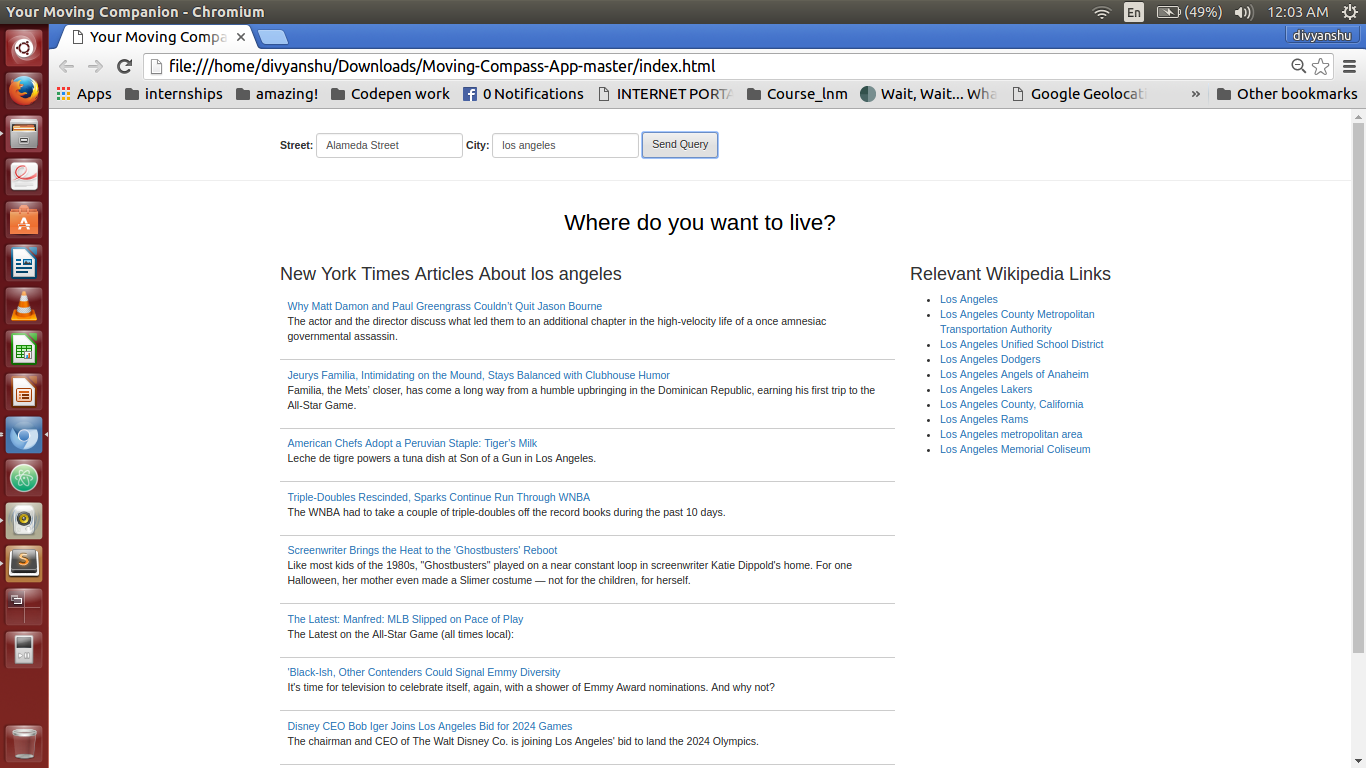 Your Moving Companion - Chromium
En (49%) 12:03 AM
Your Moving Compa
divyanshu
file:///home/divyanshu/Downloads/Moving-Compass-App-master/index.html
Apps internships amazing! Codepen work 0 Notifications INTERNET PORTA Course_lnm Wait, Wait... Wha Google Geolocati » Other bookmarks
Street: Alameda Street City: los angeles Send Query
Where do you want to live?
New York Times Articles About los angeles
Why Matt Damon and Paul Greengrass Couldn't Quit Jason Bourne
The actor and the director discuss what led them to an additional chapter in the high-velocity life of a once amnesiac
governmental assassin.
Jeurys Familia, Intimidating on the Mound, Stays Balanced with Clubhouse Humor
Familia, the Mets' closer, has come a long way from a humble upbringing in the Dominican Republic, earning his first trip to the
All-Star Game.
American Chefs Adopt a Peruvian Staple: Tiger's Milk
Leche de tigre powers a tuna dish at Son of a Gun in Los Angeles.
Triple-Doubles Rescinded, Sparks Continue Run Through WNBA
The WNBA had to take a couple of triple-doubles off the record books during the past 10 days.
Screenwriter Brings the Heat to the 'Ghostbusters' Reboot
Like most kids of the 1980s, "Ghostbusters" played on a near constant loop in screenwriter Katie Dippold's home. For one
Halloween, her mother even made a Slimer costume — not for the children, for herself.
The Latest: Manfred: MLB Slipped on Pace of Play
The Latest on the All-Star Game (all times local):
'Black-Ish, Other Contenders Could Signal Emmy Diversity
It's time for television to celebrate itself, again, with a shower of Emmy Award nominations. And why not?
Disney CEO Bob Iger Joins Los Angeles Bid for 2024 Games
The chairman and CEO of The Walt Disney Co. is joining Los Angeles' bid to land the 2024 Olympics.
Relevant Wikipedia Links
Los Angeles
Los Angeles County Metropolitan
Transportation Authority
Los Angeles Unified School District
Los Angeles Dodgers
Los Angeles Angels of Anaheim
Los Angeles Lakers
Los Angeles County, California
Los Angeles Rams
Los Angeles metropolitan area
Los Angeles Memorial Coliseum